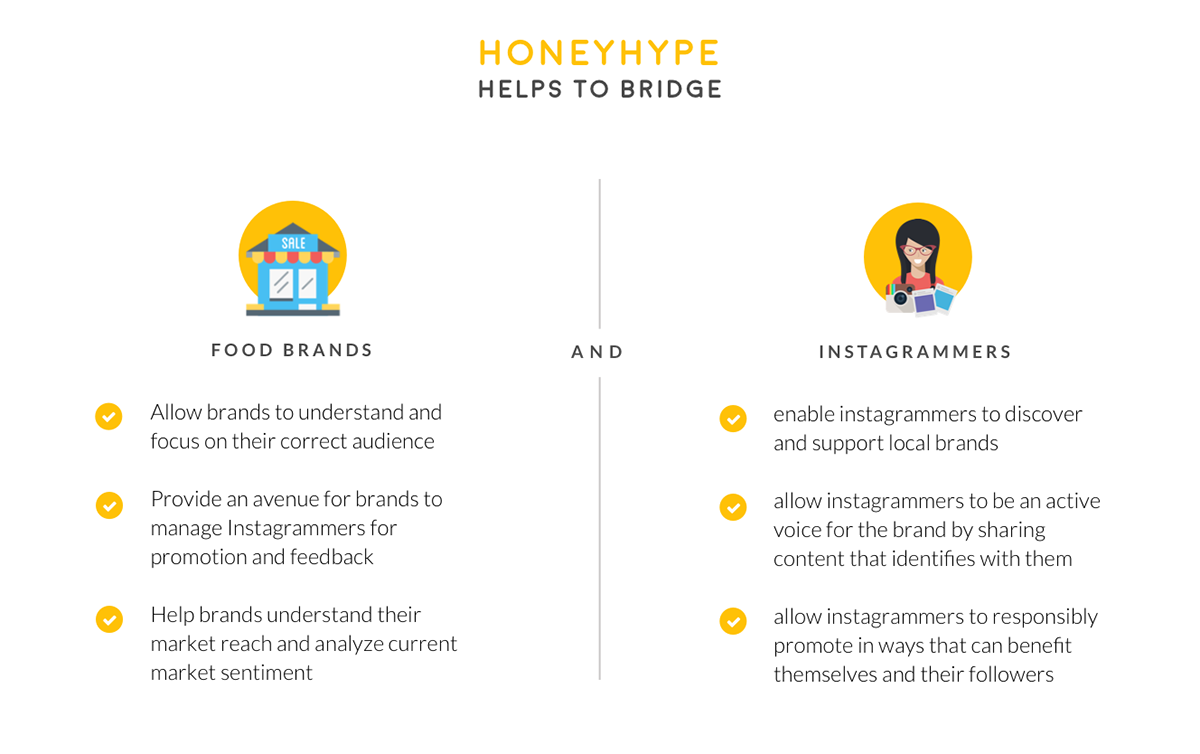 HONEYHYPE
HELPS TO BRIDGE
SALE
FOOD BRANDS
Allow brands to understand and
focus on their correct audience
Provide an avenue for brands to
manage Instagrammers for
promotion and feedback
Help brands understand their
market reach and analyze current
market sentiment
AND
INSTAGRAMMERS
enable instagrammers to discover
and support local brands
allow instagrammers to be an active
voice for the brand by sharing
content that identifies with them
allow instagrammers to responsibly
promote in ways that can benefit
themselves and their followers